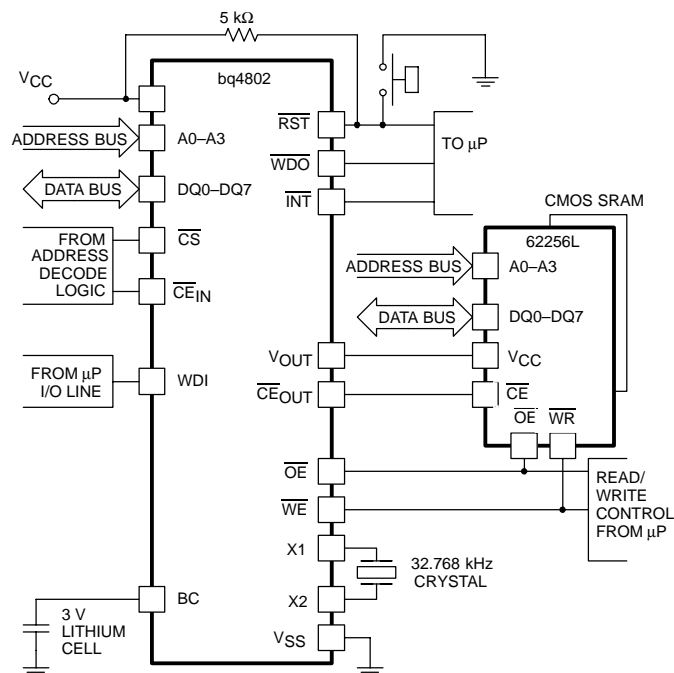 5 kΩ
VCC
bq4802
RST
ADDRESS BUS
A0–A3
TO μP
WDO
DATA BUS
DQ0–DQ7
INT
CMOS SRAM
FROM
ADDRESS
DECODE
LOGIC
CS
62256L
CEIN
ADDRESS BUS
A0–A3
DATA BUS
DQ0–DQ7
VOUT
VCC
FROM μP
I/O LINE
WDI
CEOUT
CE
OE
WR
OE
READ/
WRITE
CONTROL
FROM μP
WE
X1
32.768 kHz
CRYSTAL
BC
X2
3 V
LITHIUM
CELL
VSS